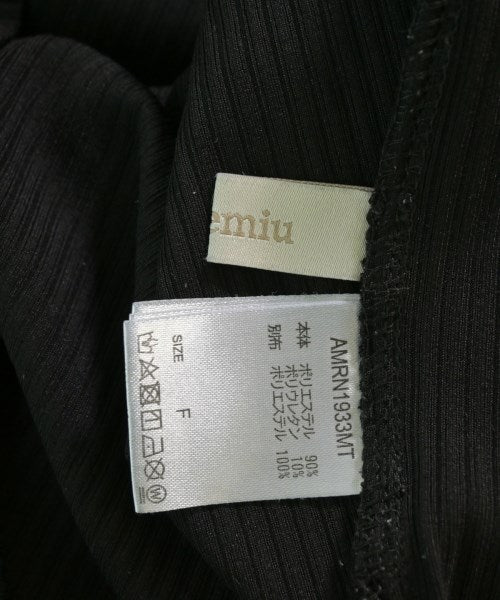 emiu
AMRN1933MT
本体 ポリエステル 90%
ポリウレタン 10%
別布 ポリエステル 100%
SIZE F
W